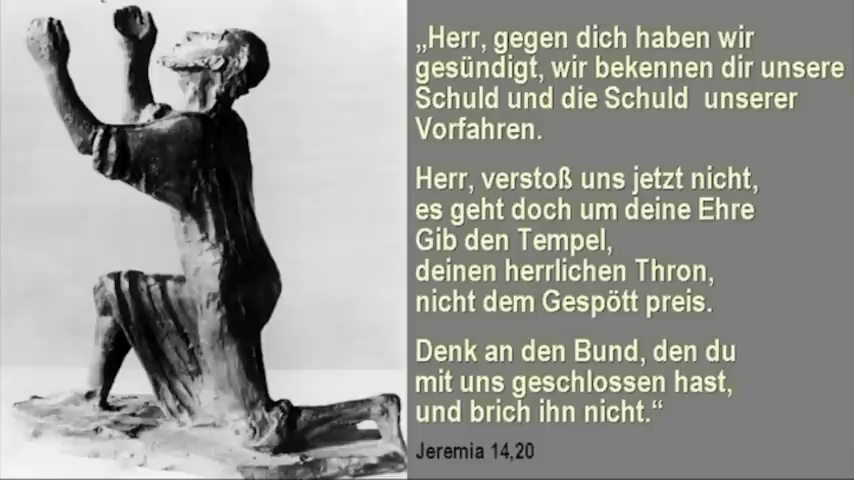 „Herr, gegen dich haben wir
gesündigt, wir bekennen dir unsere
Schuld und die Schuld unserer
Vorfahren.
Herr, verstoß uns jetzt nicht,
es geht doch um deine Ehre
Gib den Tempel,
deinen herrlichen Thron,
nicht dem Gespött preis.
Denk an den Bund, den du
mit uns geschlossen hast,
und brich ihn nicht.“
Jeremia 14,20